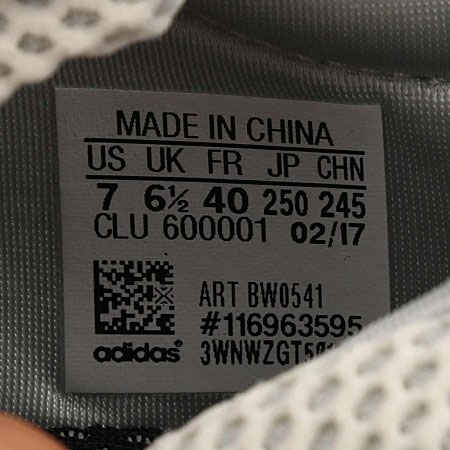 MADE IN CHINA
US UK FR JP CHN
7 6½ 40 250 245
CLU 600001 02/17
ART BW0541
#116963595
adidas